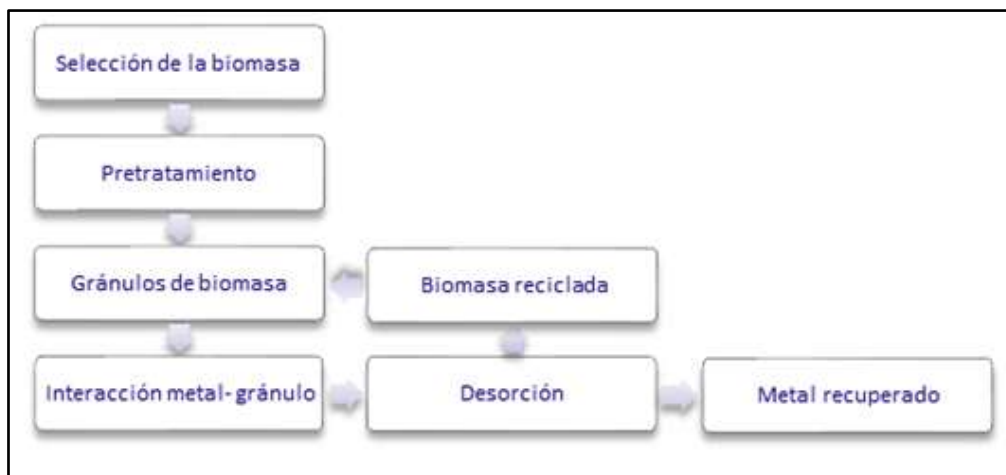 Selección de la biomasa
Pretratamiento
Gránulos de biomasa
Biomasa reciclada
Interacción metal- gránulo
Desorción
Metal recuperado